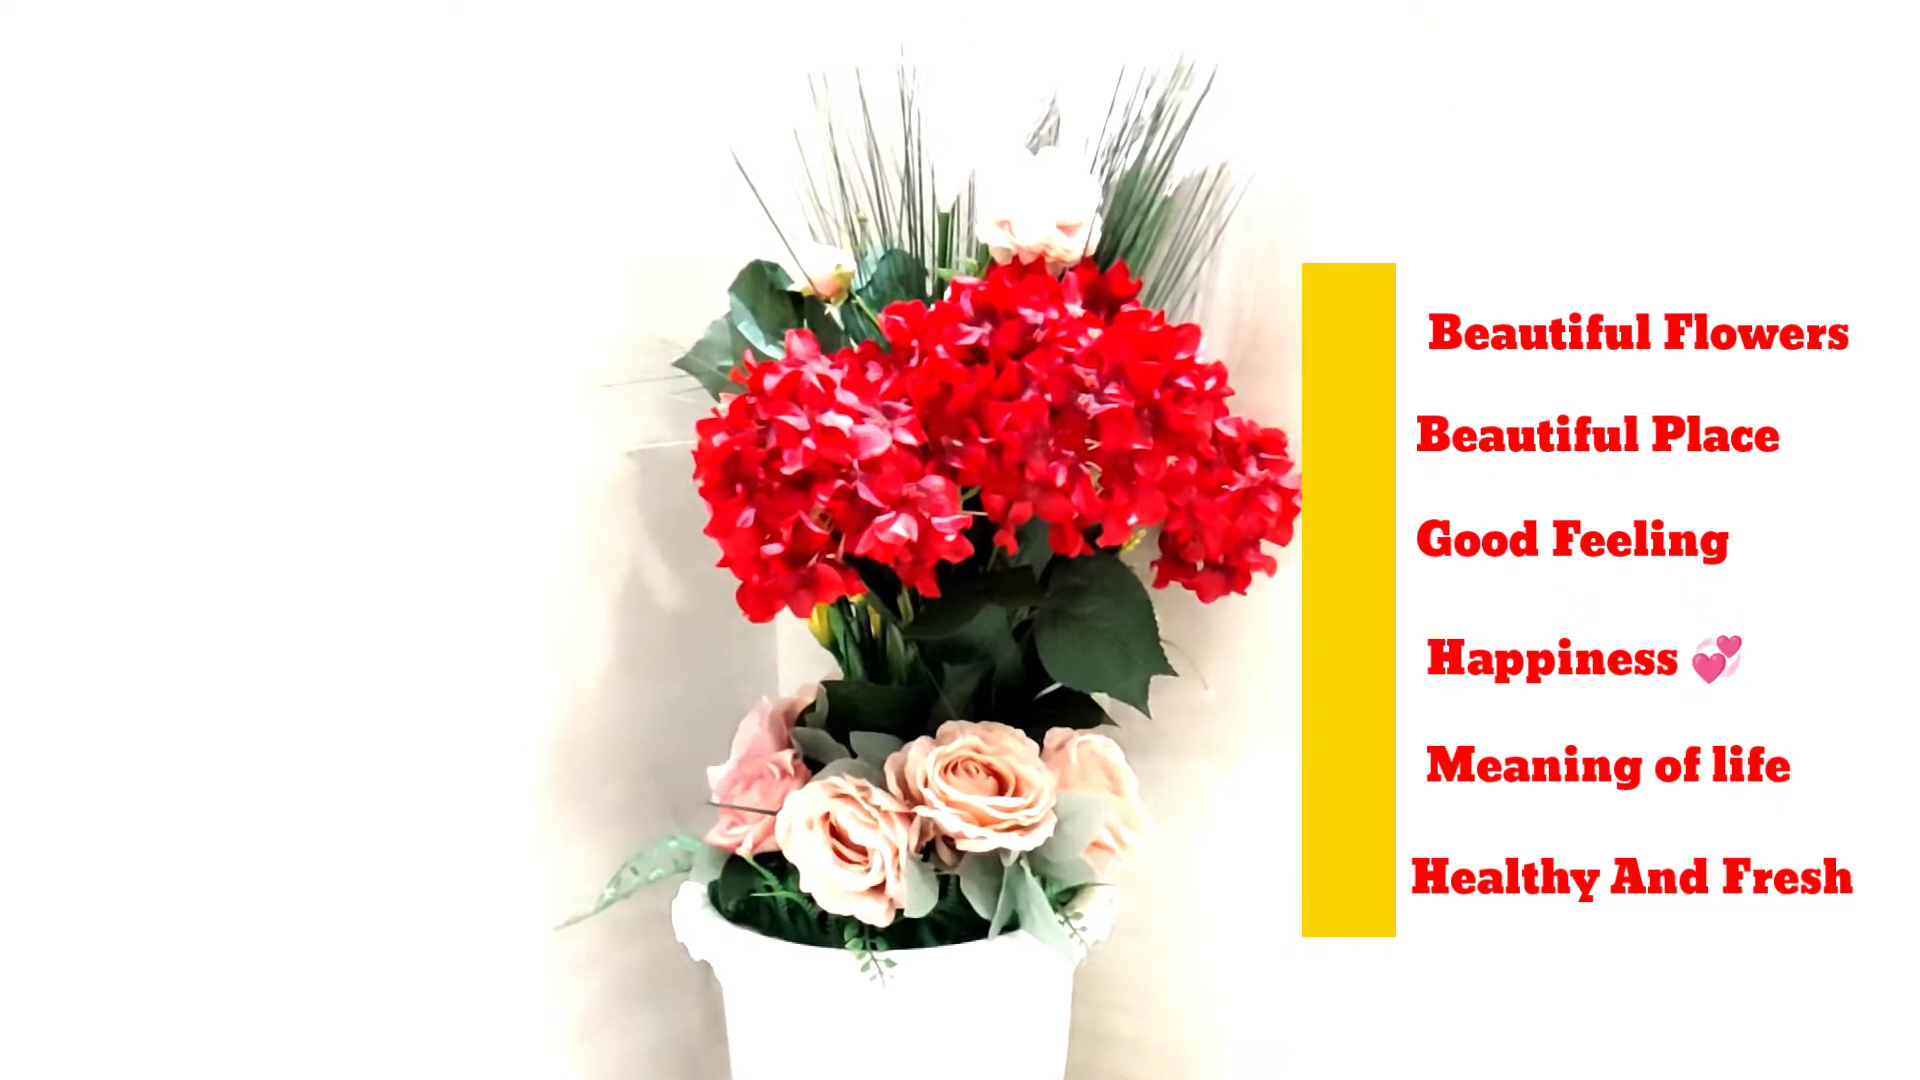 Beautiful Flowers
Beautiful Place
Good Feeling
Happiness 💞
Meaning of life
Healthy And Fresh